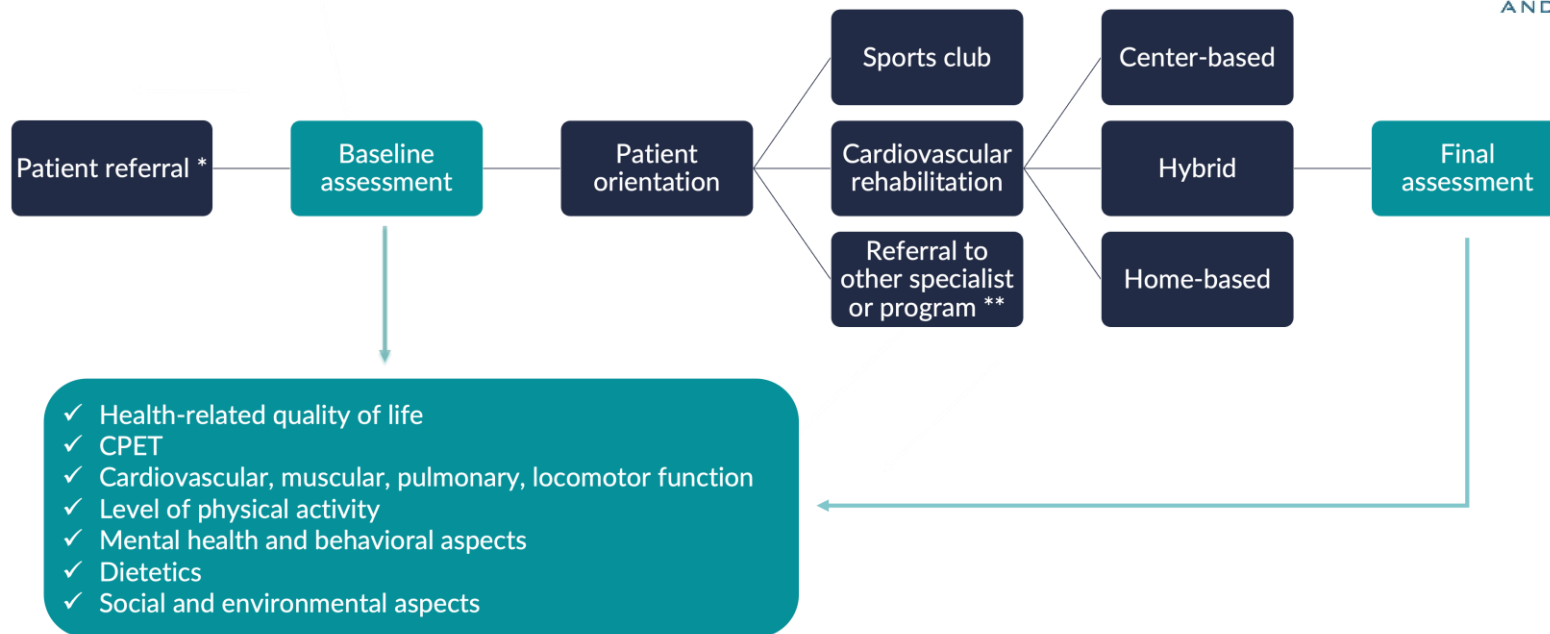 AND
Sports club
Center-based
Patient referral *
Baseline
assessment
Patient
orientation
Cardiovascular
rehabilitation
Hybrid
Final
assessment
Referral to
other specialist
or program **
Home-based
✓ Health-related quality of life
✓ CPET
✓ Cardiovascular, muscular, pulmonary, locomotor function
✓ Level of physical activity
✓ Mental health and behavioral aspects
✓ Dietetics
✓ Social and environmental aspects